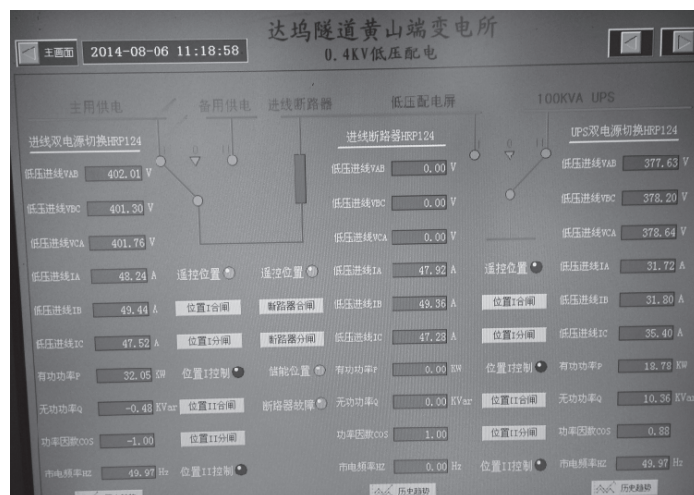 达坞隧道黄山端变电所
主画面 2014-08-06 11:18:58
0.4KV低压配电
主用供电 备用供电 进线断路器 低压配电屏 100KVA UPS
进线双电源切换HRP124 进线断路器HRP124 UPS双电源切换HRP124
I 0 II I 0 II
低压进线VAB 402.01 V 低压进线VAB 0.00 V 低压进线VAB 377.63 V
低压进线VBC 401.30 V 低压进线VBC 0.00 V 低压进线VBC 378.20 V
低压进线VCA 401.76 V 低压进线VCA 0.00 V 低压进线VCA 378.64 V
低压进线IA 48.24 A 遥控位置 遥控位置 低压进线IA 47.92 A 遥控位置 低压进线IA 31.72 A
低压进线IB 49.44 A 位置I合闸 断路器合闸 低压进线IB 49.36 A 位置I合闸 低压进线IB 31.80 A
低压进线IC 47.52 A 位置I分闸 断路器分闸 低压进线IC 47.28 A 位置I分闸 低压进线IC 35.40 A
有功功率P 32.05 KW 位置I控制 储能位置 有功功率P 0.00 KW 位置I控制 有功功率P 18.78 KW
无功功率Q -0.48 KVar 位置II合闸 断路器故障 无功功率Q 0.00 KVar 位置II合闸 无功功率Q 10.36 KVar
功率因数COS -1.00 位置II分闸 功率因数COS 1.00 位置II分闸 功率因数COS 0.88
市电频率HZ 49.97 Hz 位置II控制 市电频率HZ 0.00 Hz 位置II控制 市电频率HZ 49.97 Hz
历史趋势 历史趋势